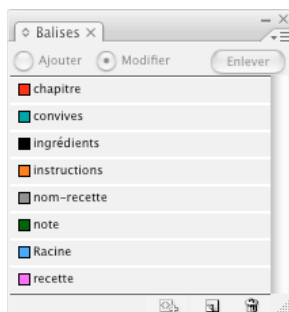 Balises
Ajouter Modifier Enlever
chapitre
convives
ingrédients
instructions
nom-recette
note
Racine
recette